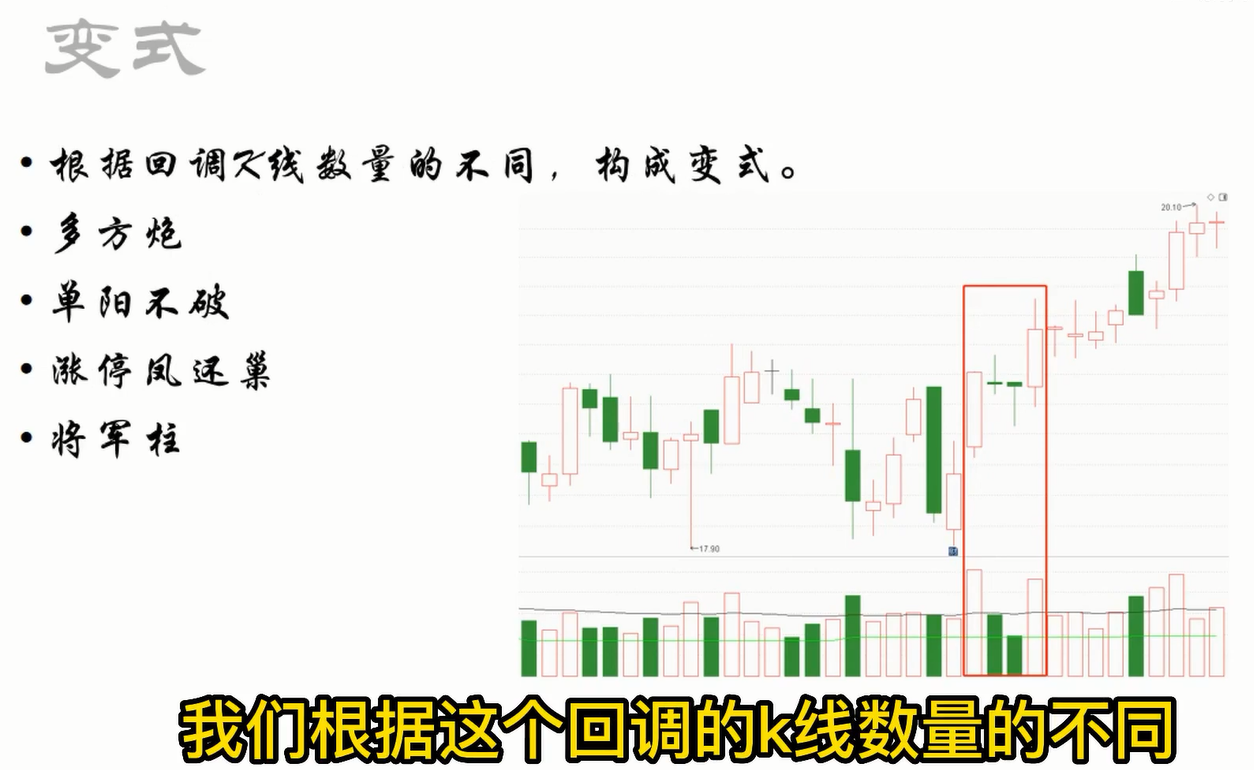 变式
• 根据回调K线数量的不同，构成变式。
• 多方炮
• 单阳不破
• 涨停凤还巢
• 将军柱
20.10
17.90
我们根据这个回调的k线数量的不同